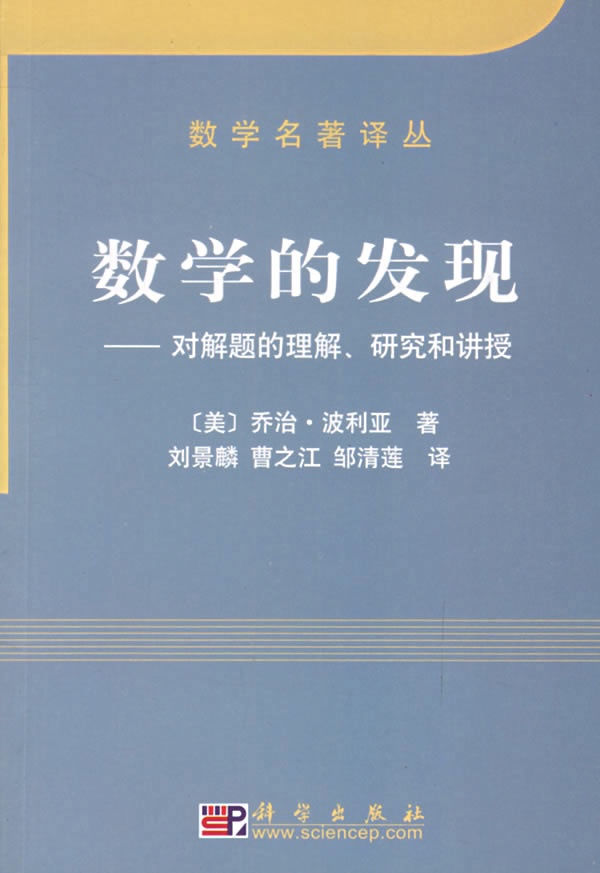 数学名著译丛
数学的发现
——对解题的理解、研究和讲授
〔美〕乔治·波利亚 著
刘景麟 曹之江 邹清莲 译
科学出版社
www.sciencep.com